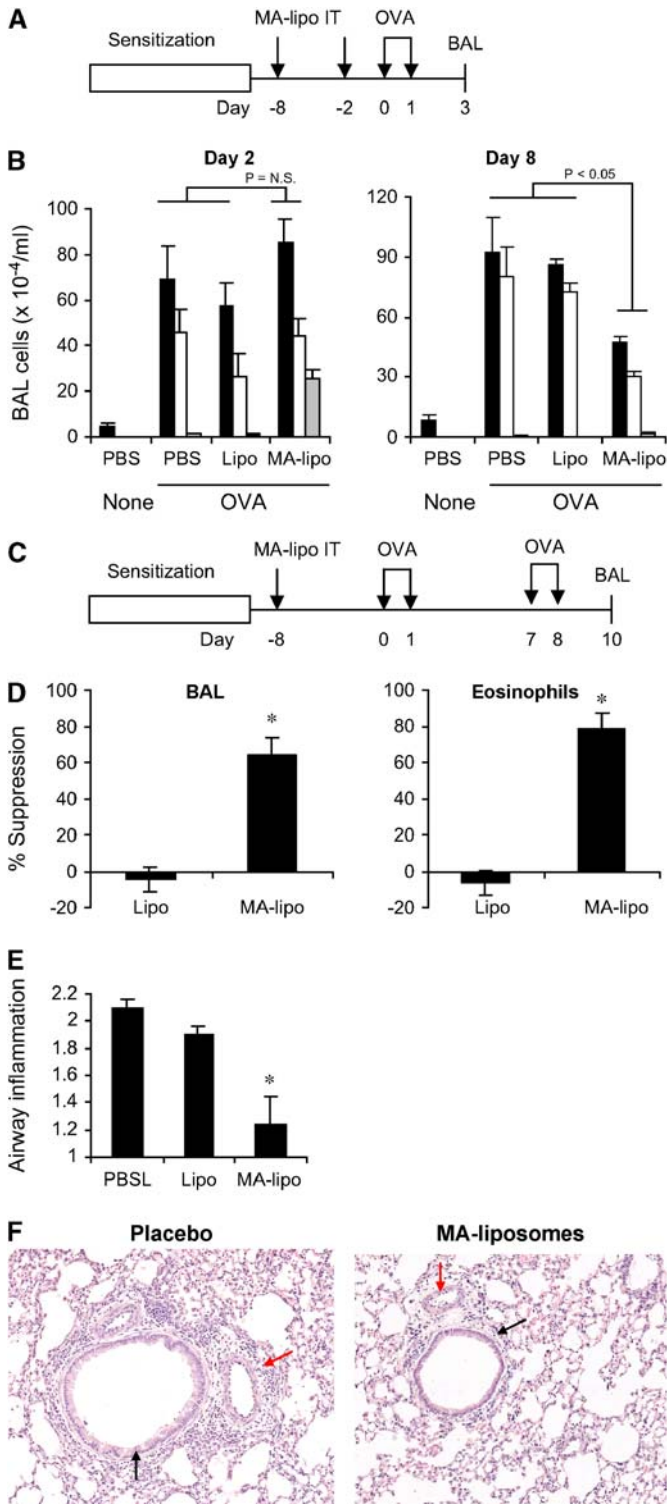 A
MA-lipo IT OVA
Sensitization BAL
Day -8 -2 0 1 3
B
Day 2 Day 8
P = N.S. P < 0.05
BAL cells (x 10⁻⁴/ml)
100 120
80 90
60 60
40 30
20 0
0
PBS PBS Lipo MA-lipo PBS PBS Lipo MA-lipo
None OVA None OVA
C
MA-lipo IT OVA OVA
Sensitization BAL
Day -8 0 1 7 8 10
D
BAL Eosinophils
% Suppression
100 100
80 * 80 *
60 60
40 40
20 20
0 0
-20 -20
Lipo MA-lipo Lipo MA-lipo
E
Airway inflammation
2.2
2
1.8
1.6
1.4 *
1.2
1
PBSL Lipo MA-lipo
F Placebo MA-liposomes